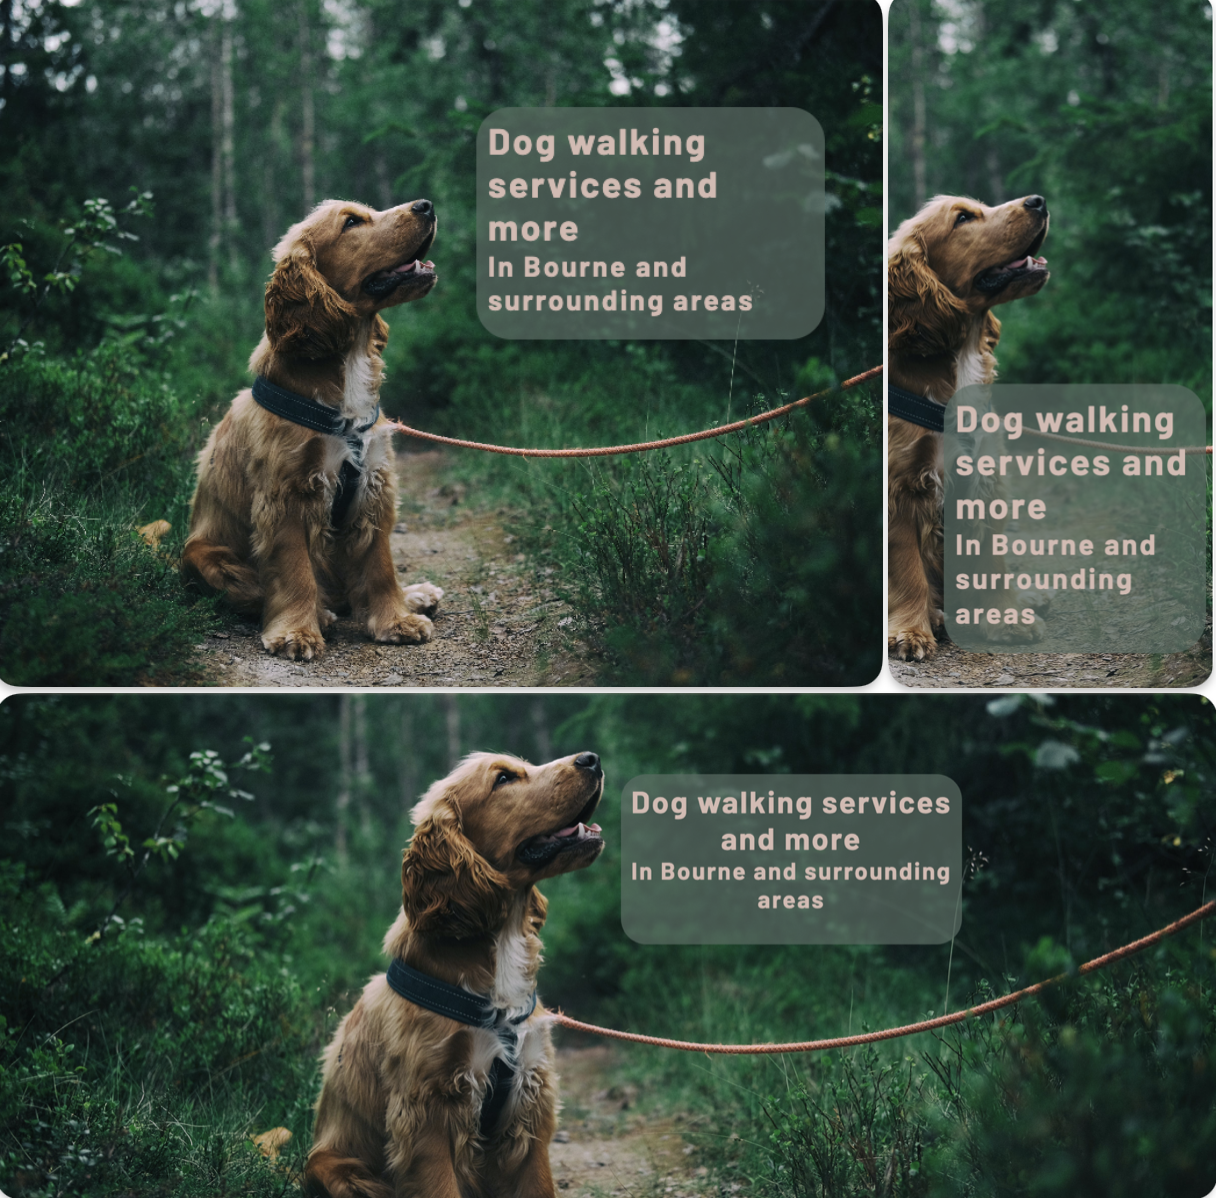 Dog walking
services and
more
In Bourne and
surrounding areas
Dog walking
services and
more
In Bourne and
surrounding
areas
Dog walking services
and more
In Bourne and surrounding
areas